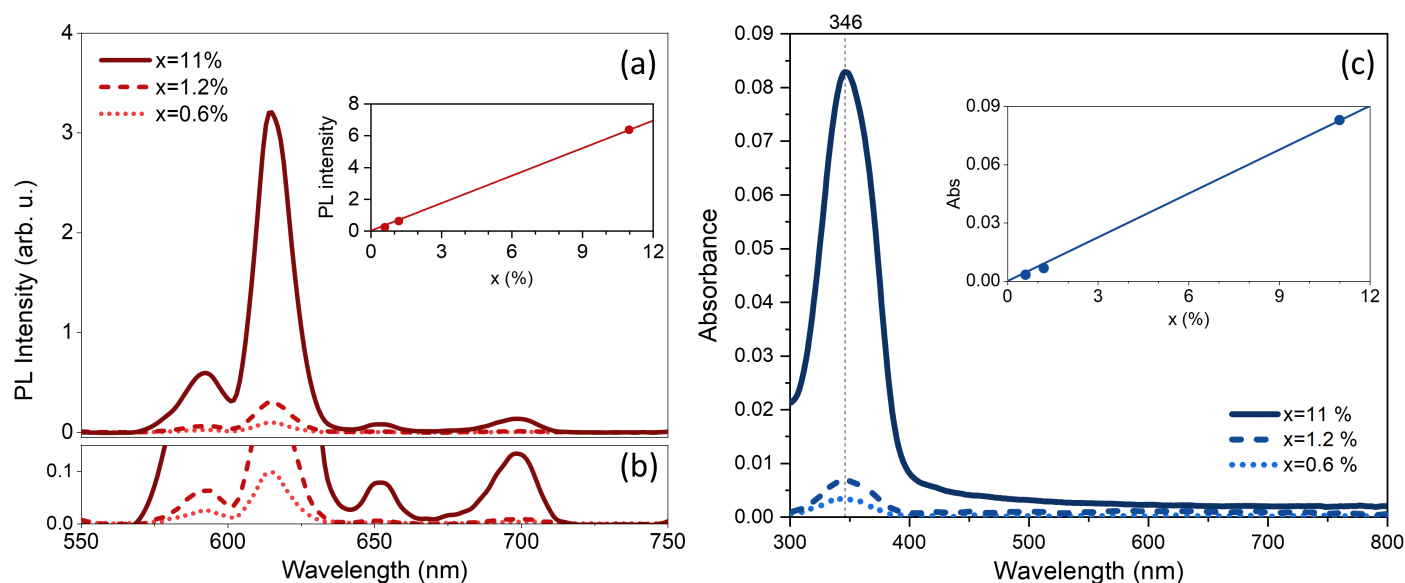 4
3
2
1
0
PL Intensity (arb. u.)
x=11%
x=1.2%
x=0.6%
(a)
8
6
4
2
0
PL intensity
0 3 6 9 12
x (%)
0.1
0.0
(b)
550 600 650 700 750
Wavelength (nm)
346
0.09
0.08
0.07
0.06
0.05
0.04
0.03
0.02
0.01
0.00
Absorbance
(c)
0.09
0.06
0.03
0.00
Abs
0 3 6 9 12
x (%)
x=11 %
x=1.2 %
x=0.6 %
300 400 500 600 700 800
Wavelength (nm)